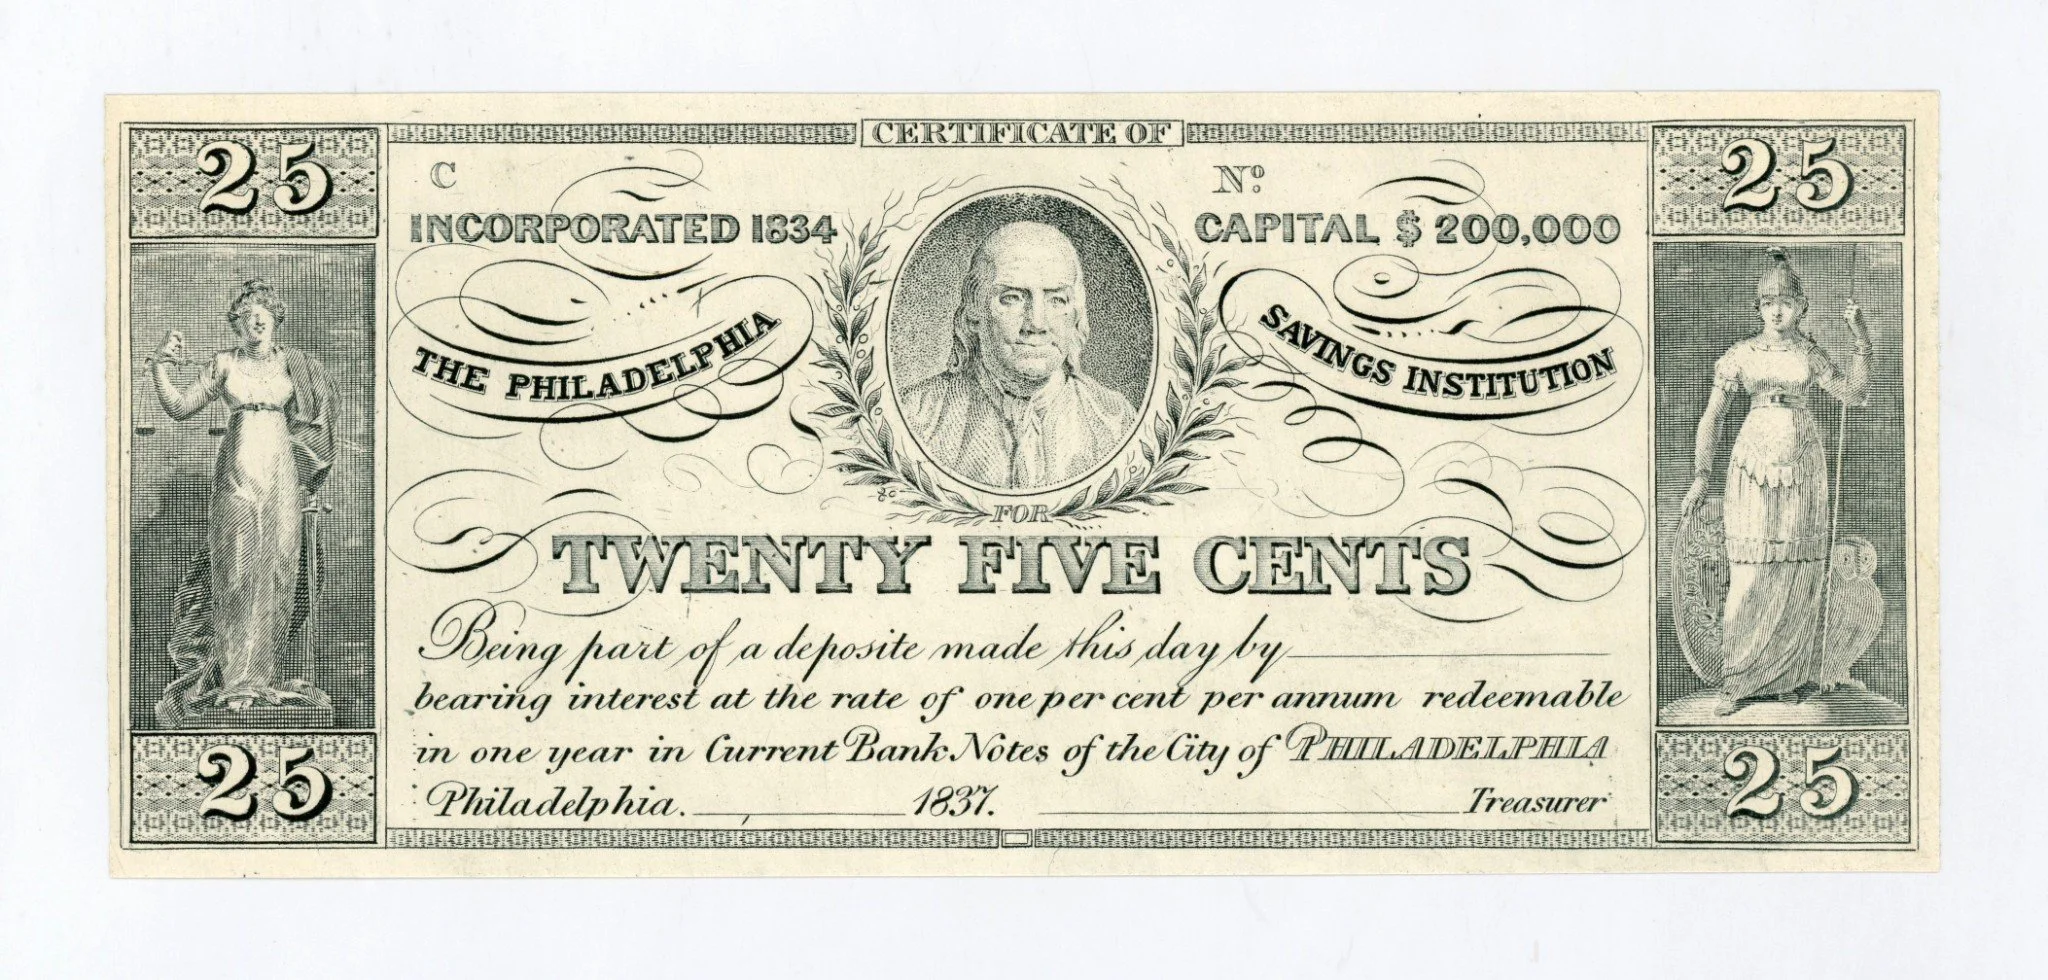 25 CERTIFICATE OF 25
C Nº
INCORPORATED 1834 CAPITAL $ 200,000
THE PHILADELPHIA SAVINGS INSTITUTION
FOR
TWENTY FIVE CENTS
Being part of a deposite made this day by
bearing interest at the rate of one per cent per annum redeemable
in one year in Current Bank Notes of the City of PHILADELPHIA
25 Philadelphia. 1837. Treasurer 25